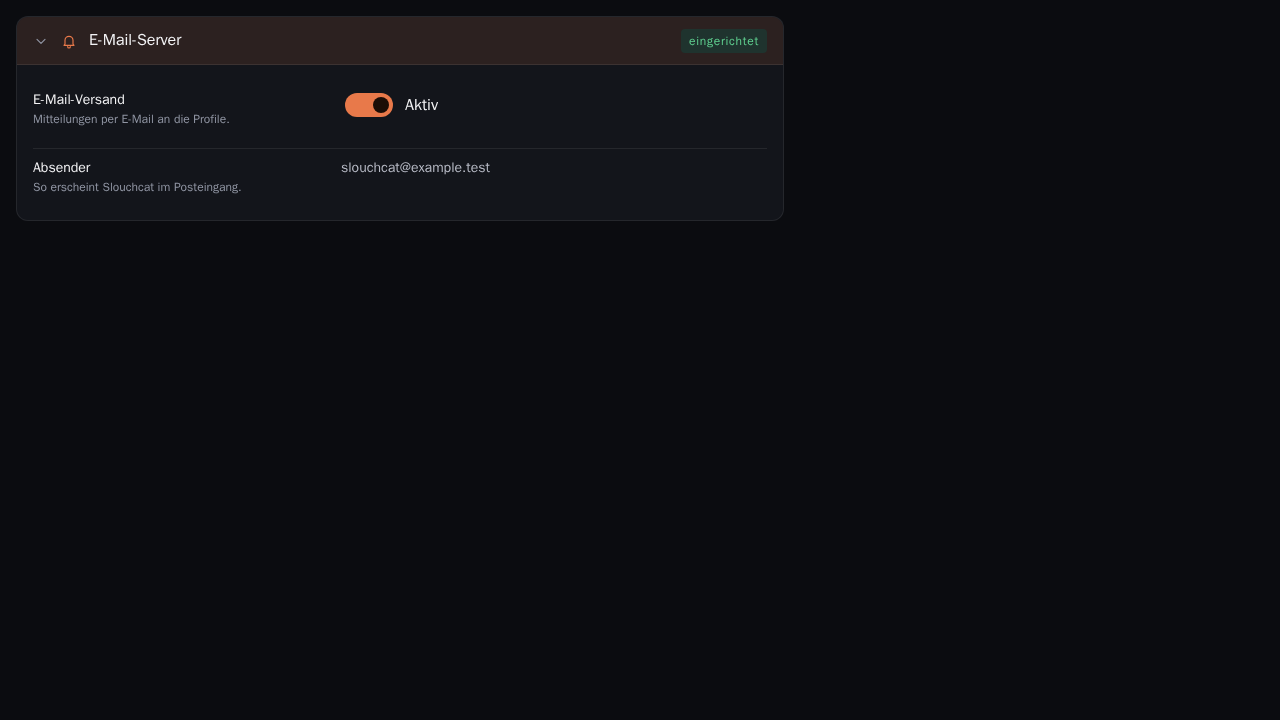 E-Mail-Server
eingerichtet
E-Mail-Versand
Mitteilungen per E-Mail an die Profile.
Aktiv
Absender
So erscheint Slouchcat im Posteingang.
slouchcat@example.test